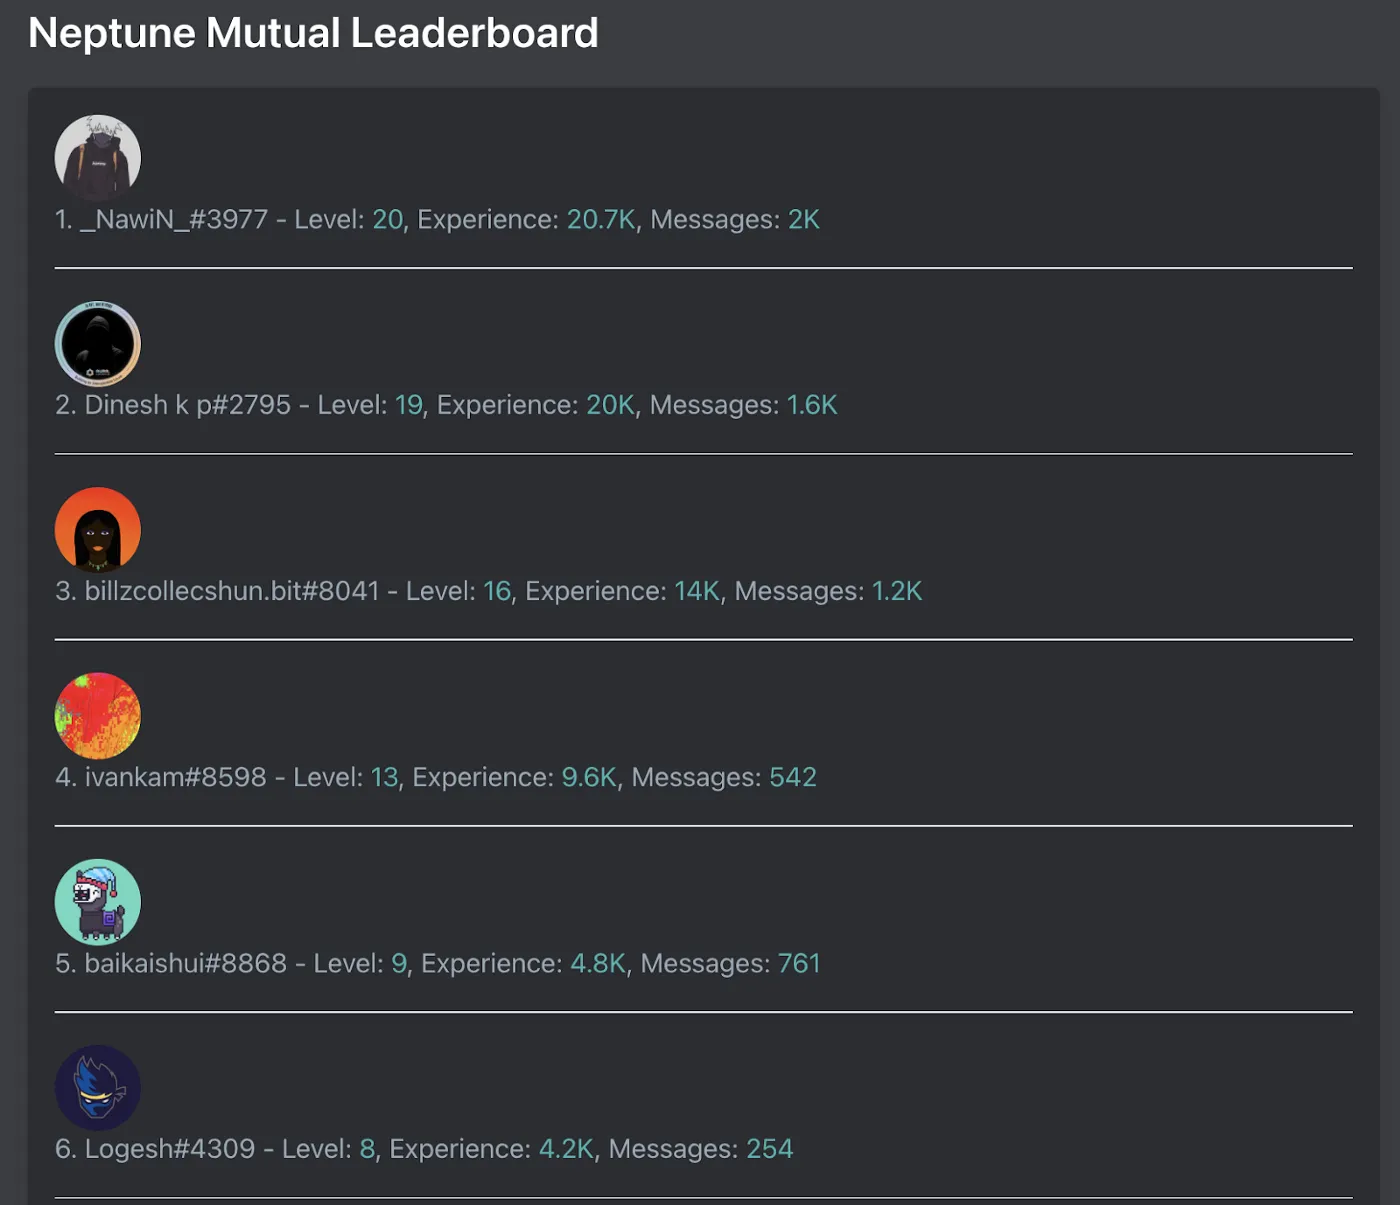 Neptune Mutual Leaderboard
1. _NawiN_#3977 - Level: 20, Experience: 20.7K, Messages: 2K
2. Dinesh k p#2795 - Level: 19, Experience: 20K, Messages: 1.6K
3. billzcollecshun.bit#8041 - Level: 16, Experience: 14K, Messages: 1.2K
4. ivankam#8598 - Level: 13, Experience: 9.6K, Messages: 542
5. baikaishui#8868 - Level: 9, Experience: 4.8K, Messages: 761
6. Logesh#4309 - Level: 8, Experience: 4.2K, Messages: 254